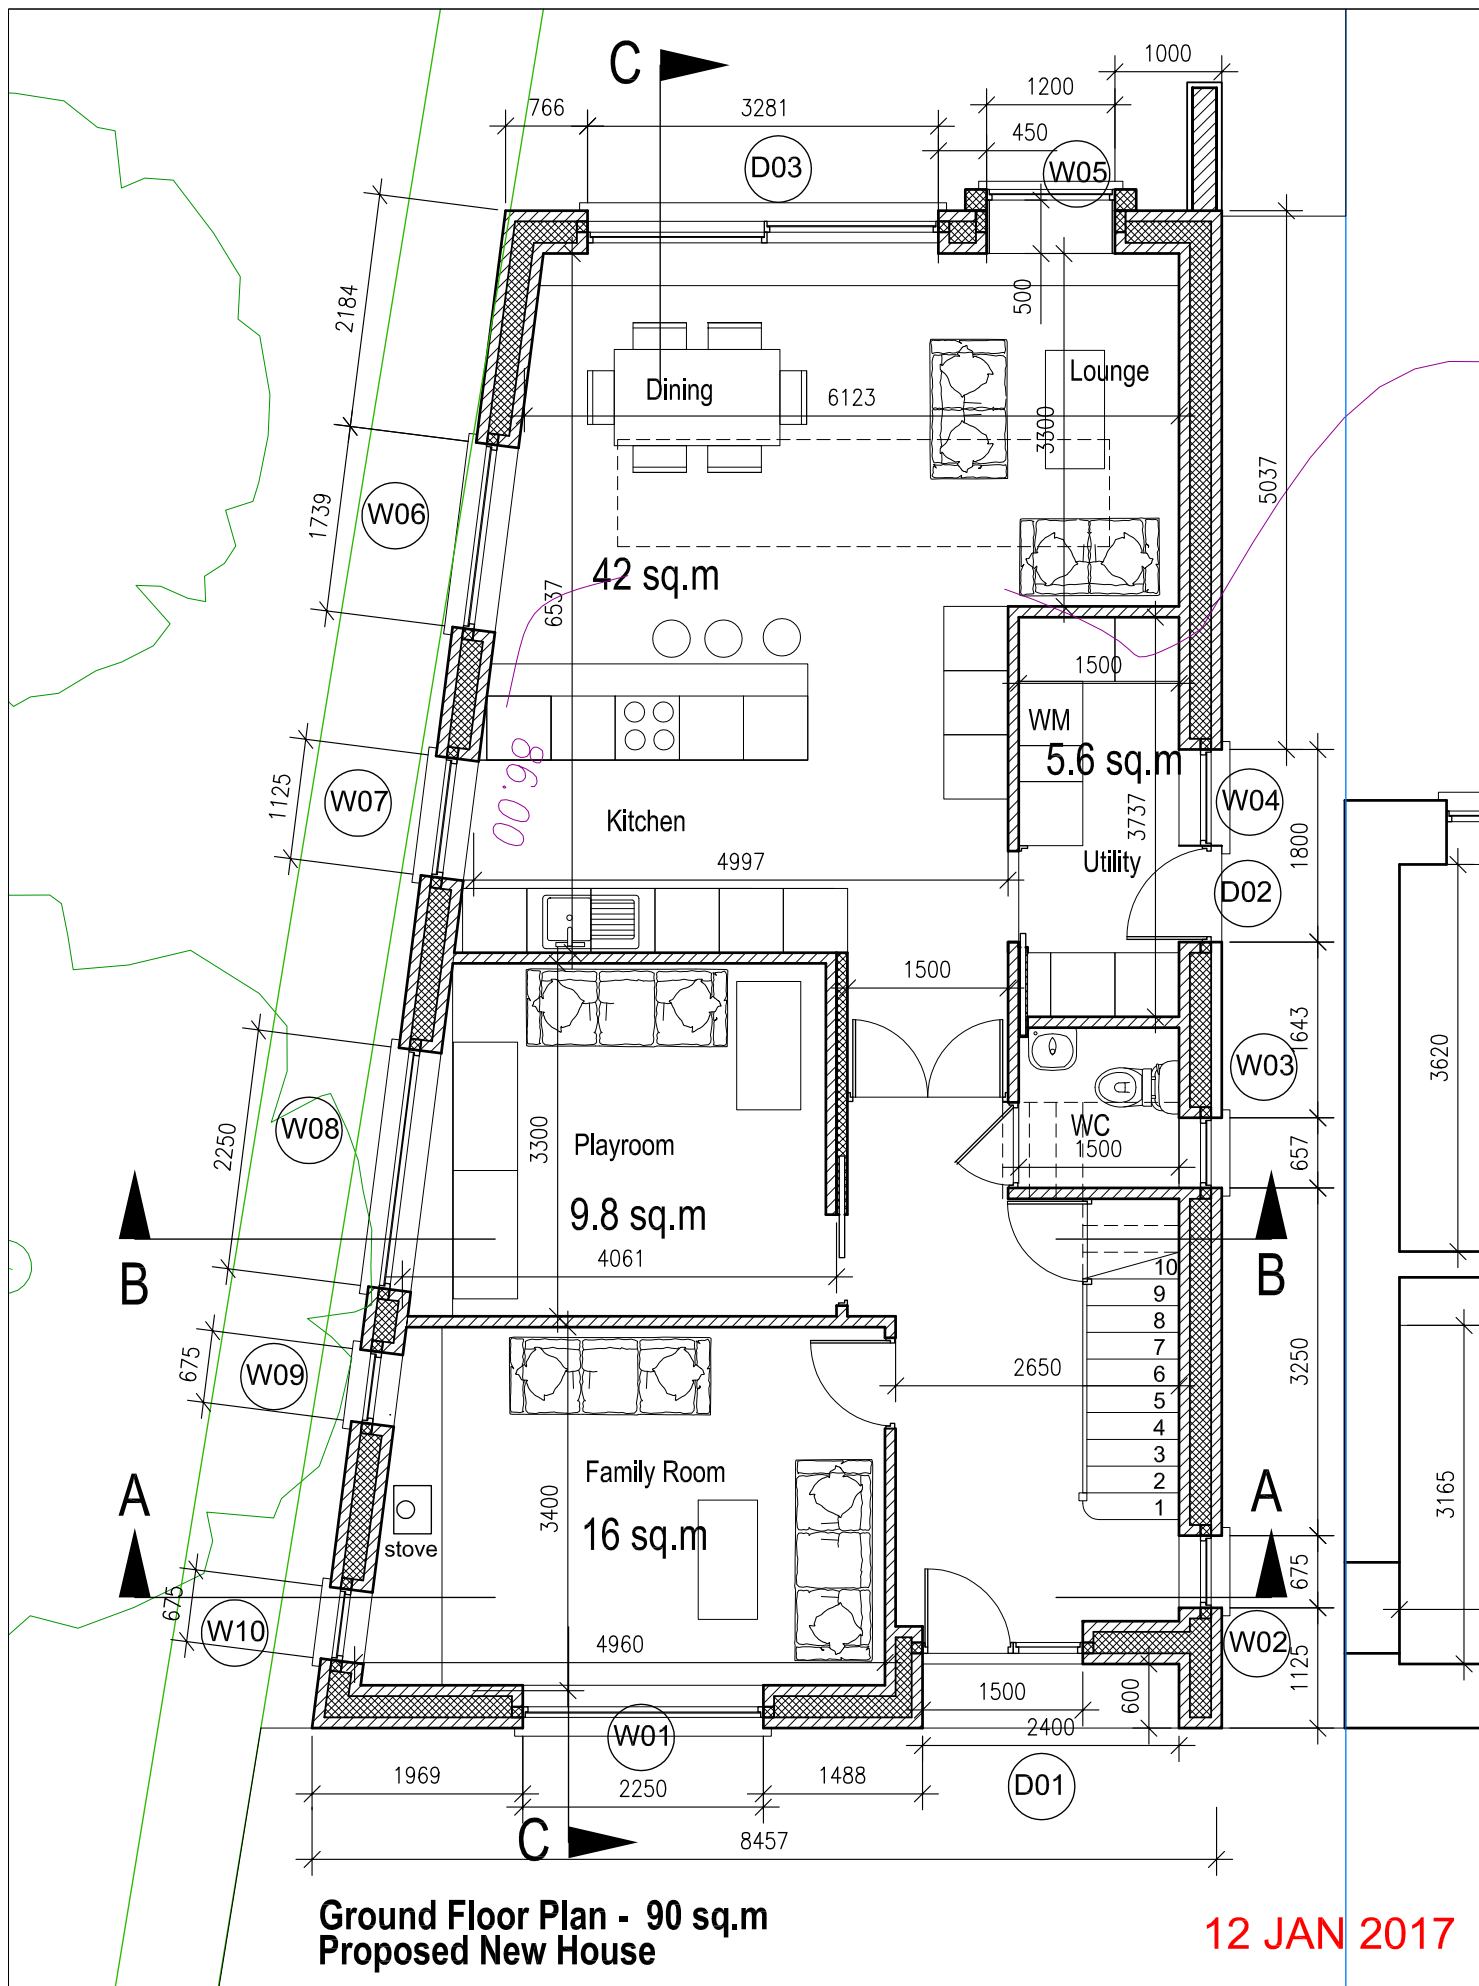 C
1000
1200
766
3281
450
D03
W05
2184
500
Lounge
Dining
6123
3300
5037
1739
W06
42 sq.m
6537
1500
WM
5.6 sq.m
86.00
1125
W07
W04
Kitchen
3737
1800
4997
Utility
D02
1500
1643
3620
W03
W08
2250
3300
Playroom
WC
1500
657
9.8 sq.m
B
4061
B
10
9
8
7
6
5
4
3
2
1
675
W09
2650
3250
Family Room
A
3400
16 sq.m
A
3165
stove
675
675
W10
4960
W02
1500
600
1125
2400
W01
1969
2250
1488
D01
C
8457
Ground Floor Plan - 90 sq.m
Proposed New House
12 JAN 2017